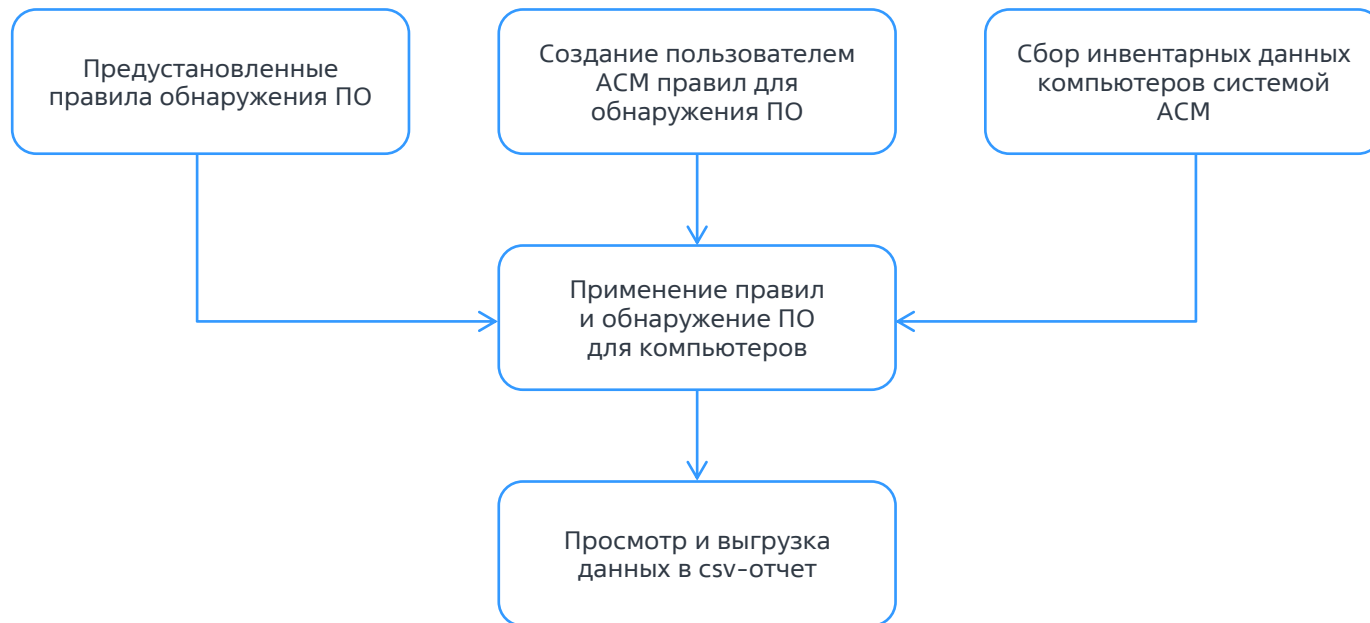 Предустановленные
правила обнаружения ПО
Создание пользователем
АСМ правил для
обнаружения ПО
Сбор инвентарных данных
компьютеров системой
АСМ
Применение правил
и обнаружение ПО
для компьютеров
Просмотр и выгрузка
данных в csv-отчет